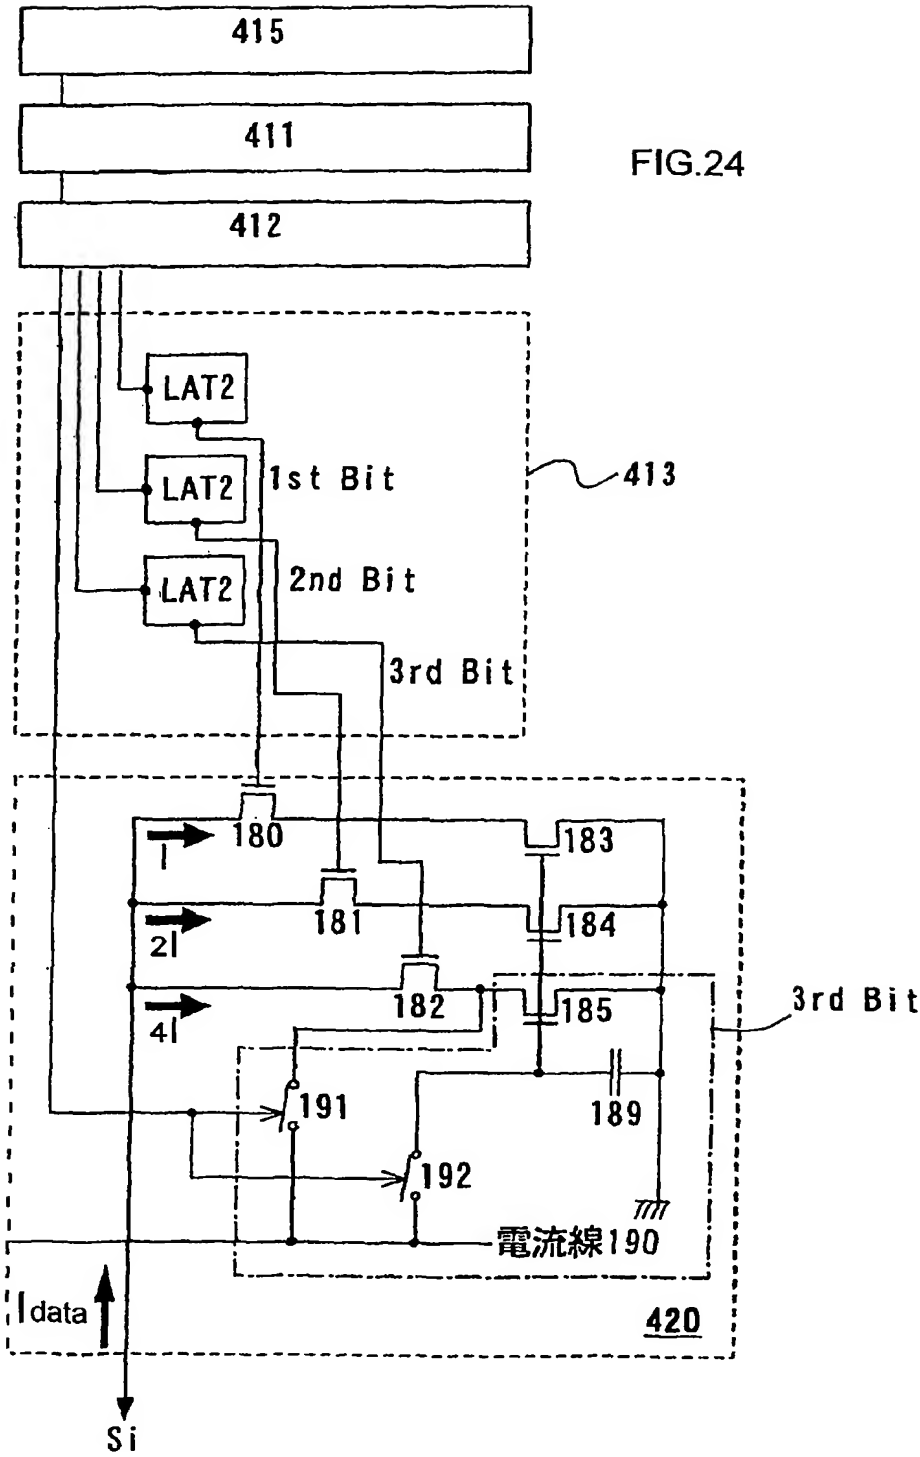 415
411
FIG.24
412
LAT2
1st Bit
LAT2
413
2nd Bit
LAT2
3rd Bit
180
183
I
181
184
2I
182
185
3rd Bit
4I
191
189
192
電流線190
Idata
420
Si